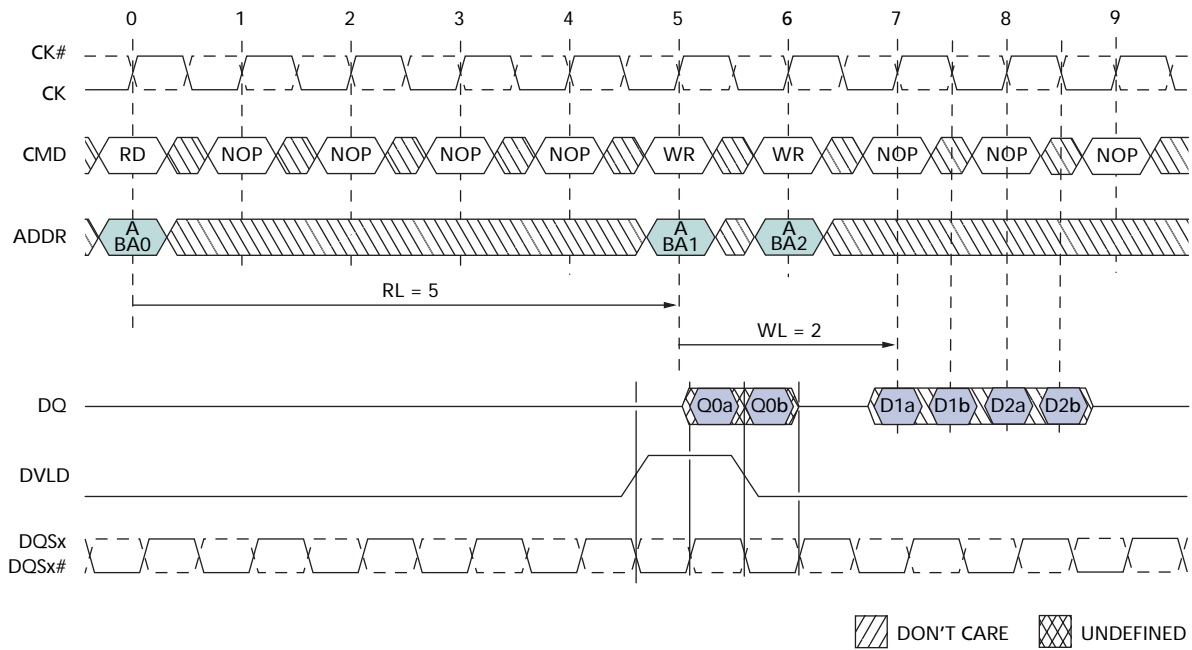 0 1 2 3 4 5 6 7 8 9
CK#
CK
CMD RD NOP NOP NOP NOP WR WR NOP NOP NOP
ADDR A BA0 A BA1 A BA2
RL = 5
WL = 2
DQ Q0a Q0b D1a D1b D2a D2b
DVLD
DQSx
DQSx#
DON'T CARE UNDEFINED